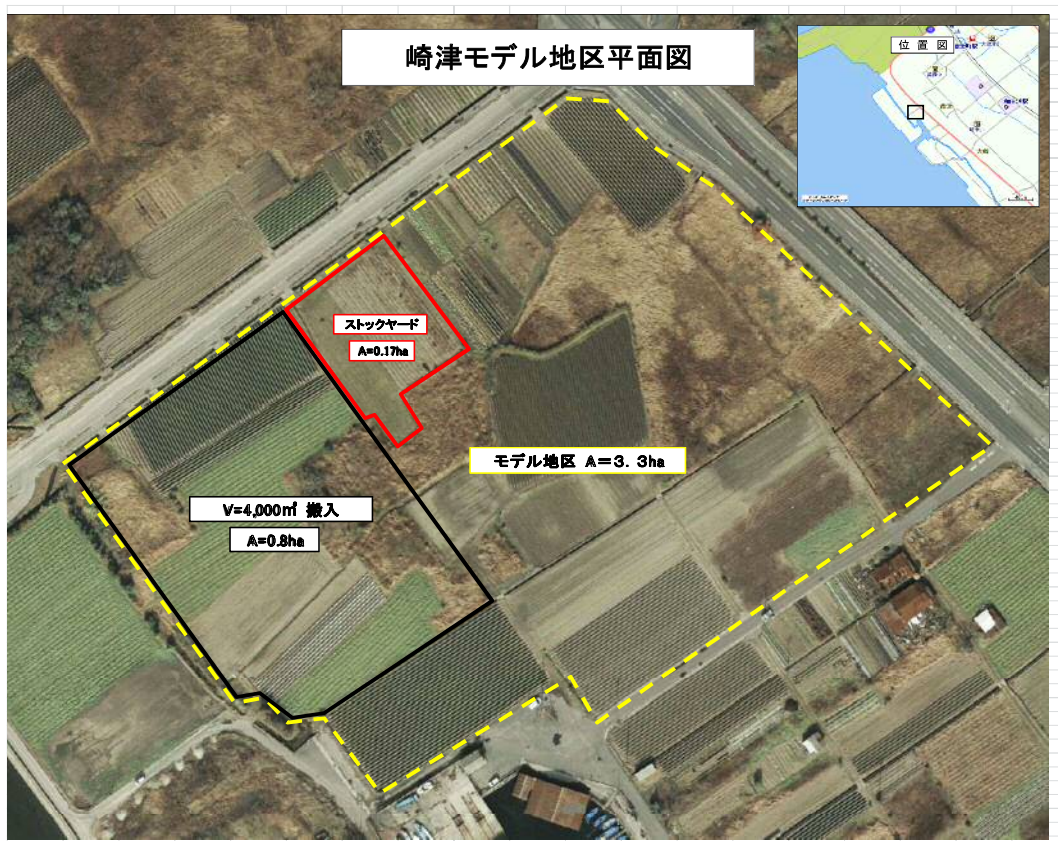 崎津モデル地区平面図
位置図
ストックヤード
A=0.17ha
モデル地区 A=3.3ha
V=4,000㎥ 搬入
A=0.8ha